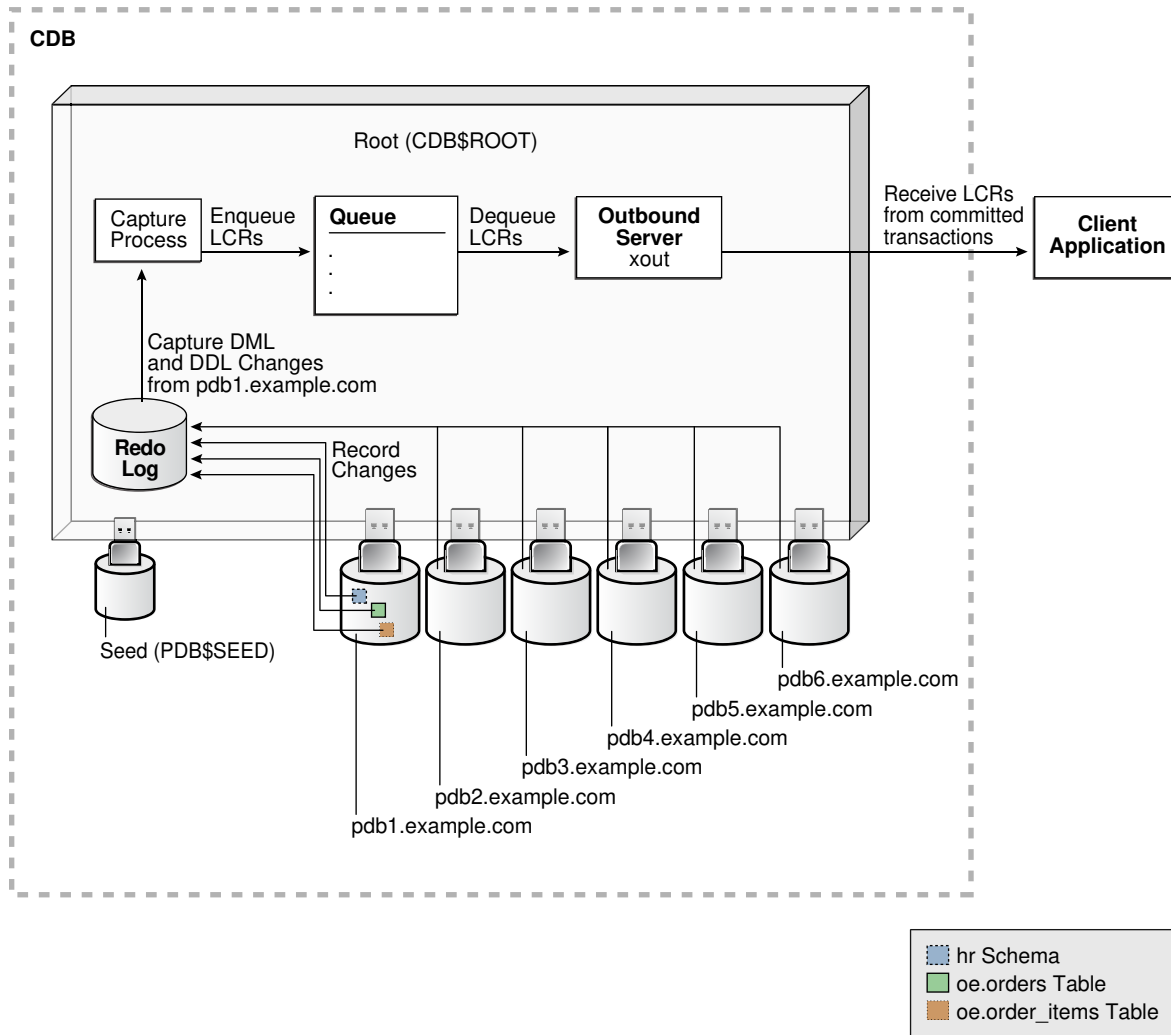 CDB
Root (CDB$ROOT)
Capture
Process
Enqueue
LCRs
Queue
.
.
.
Dequeue
LCRs
Outbound
Server
xout
Receive LCRs
from committed
transactions
Client
Application
Capture DML
and DDL Changes
from pdb1.example.com
Redo
Log
Record
Changes
Seed (PDB$SEED)
pdb6.example.com
pdb5.example.com
pdb4.example.com
pdb3.example.com
pdb2.example.com
pdb1.example.com
hr Schema
oe.orders Table
oe.order_items Table